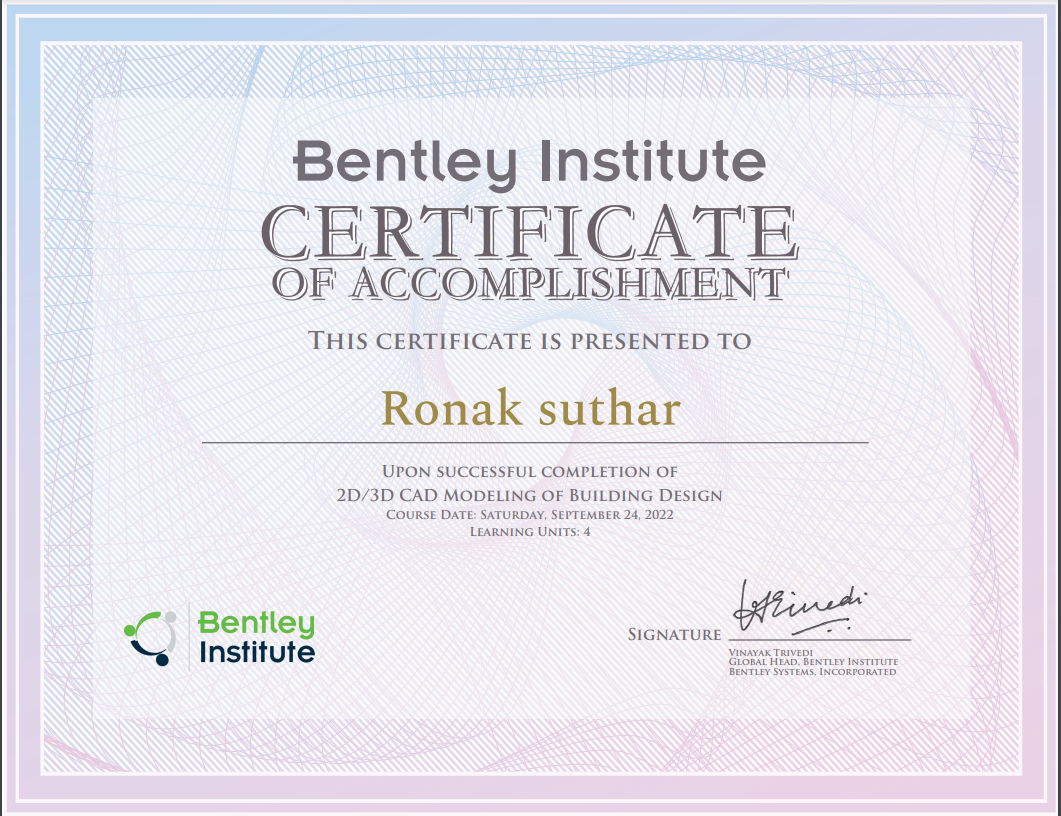 Bentley Institute
CERTIFICATE
OF ACCOMPLISHMENT
THIS CERTIFICATE IS PRESENTED TO
Ronak suthar
UPON SUCCESSFUL COMPLETION OF
2D/3D CAD MODELING OF BUILDING DESIGN
COURSE DATE: SATURDAY, SEPTEMBER 24, 2022
LEARNING UNITS: 4
Bentley
Institute
SIGNATURE
VINAYAK TRIVEDI
GLOBAL HEAD, BENTLEY INSTITUTE
BENTLEY SYSTEMS, INCORPORATED